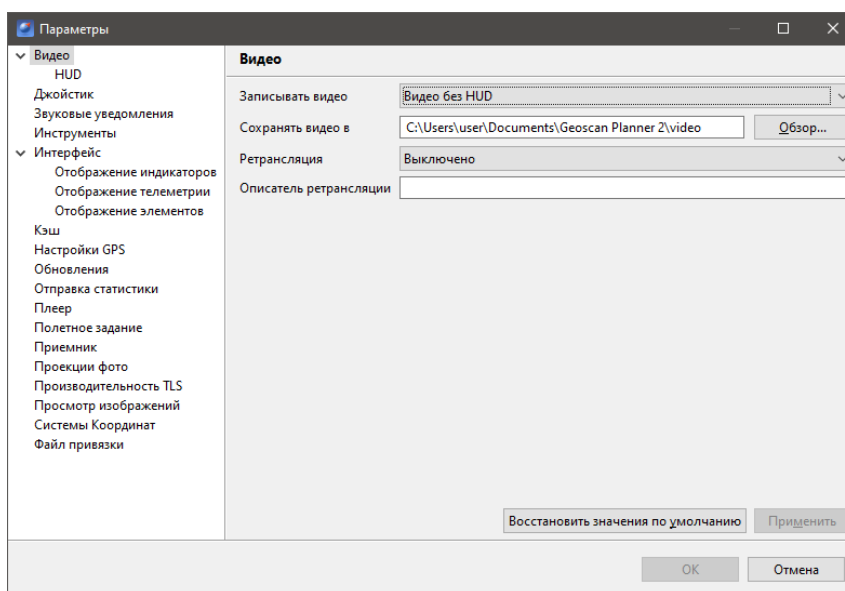 Параметры
Видео
HUD
Джойстик
Звуковые уведомления
Инструменты
Интерфейс
Отображение индикаторов
Отображение телеметрии
Отображение элементов
Кэш
Настройки GPS
Обновления
Отправка статистики
Плеер
Полетное задание
Приемник
Проекции фото
Производительность TLS
Просмотр изображений
Системы Координат
Файл привязки
Видео
Записывать видео Видео без HUD
Сохранять видео в C:\Users\user\Documents\Geoscan Planner 2\video Обзор...
Ретрансляция Выключено
Описатель ретрансляции
Восстановить значения по умолчанию Применить
OK Отмена